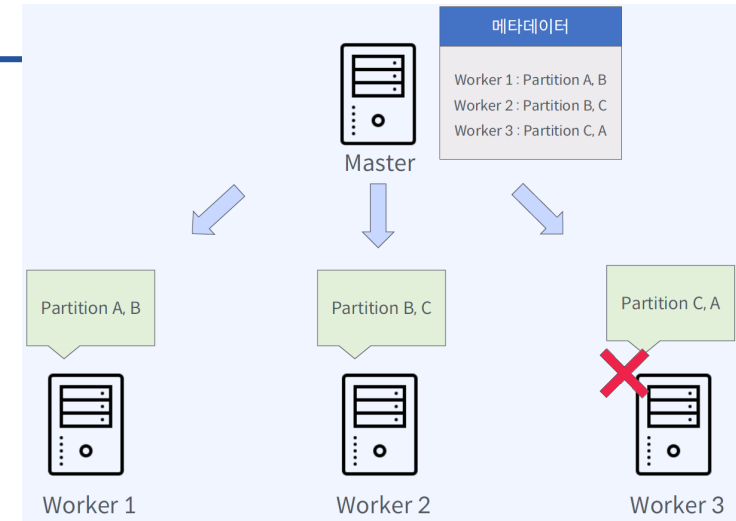 메타데이터
Worker 1 : Partition A, B
Worker 2 : Partition B, C
Worker 3 : Partition C, A
Master
Partition A, B
Partition B, C
Partition C, A
Worker 1
Worker 2
Worker 3